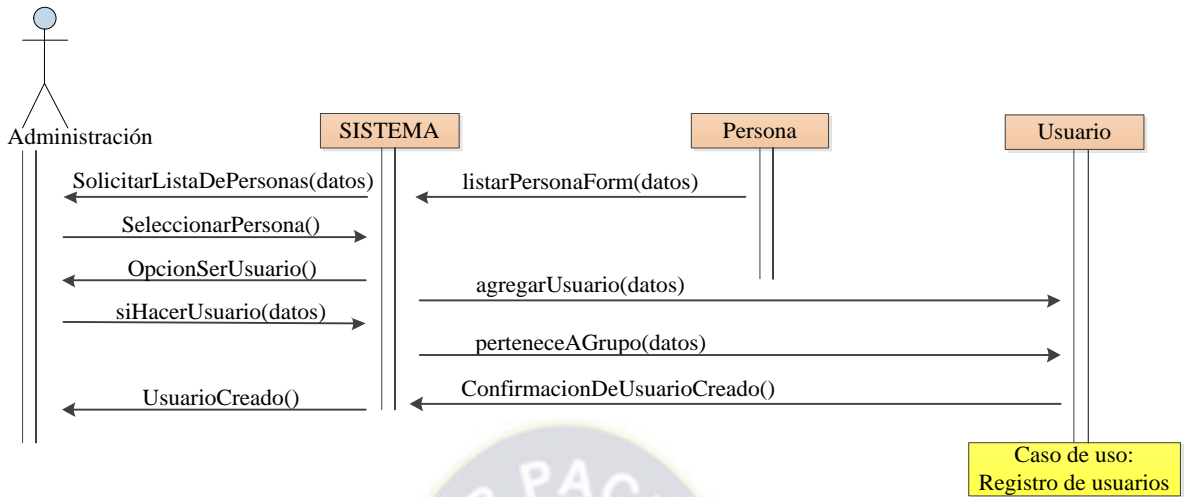 Administración
SISTEMA
Persona
Usuario
SolicitarListaDePersonas(datos)
listarPersonaForm(datos)
SeleccionarPersona()
OpcionSerUsuario()
agregarUsuario(datos)
siHacerUsuario(datos)
perteneceAGrupo(datos)
ConfirmacionDeUsuarioCreado()
UsuarioCreado()
Caso de uso:
Registro de usuarios